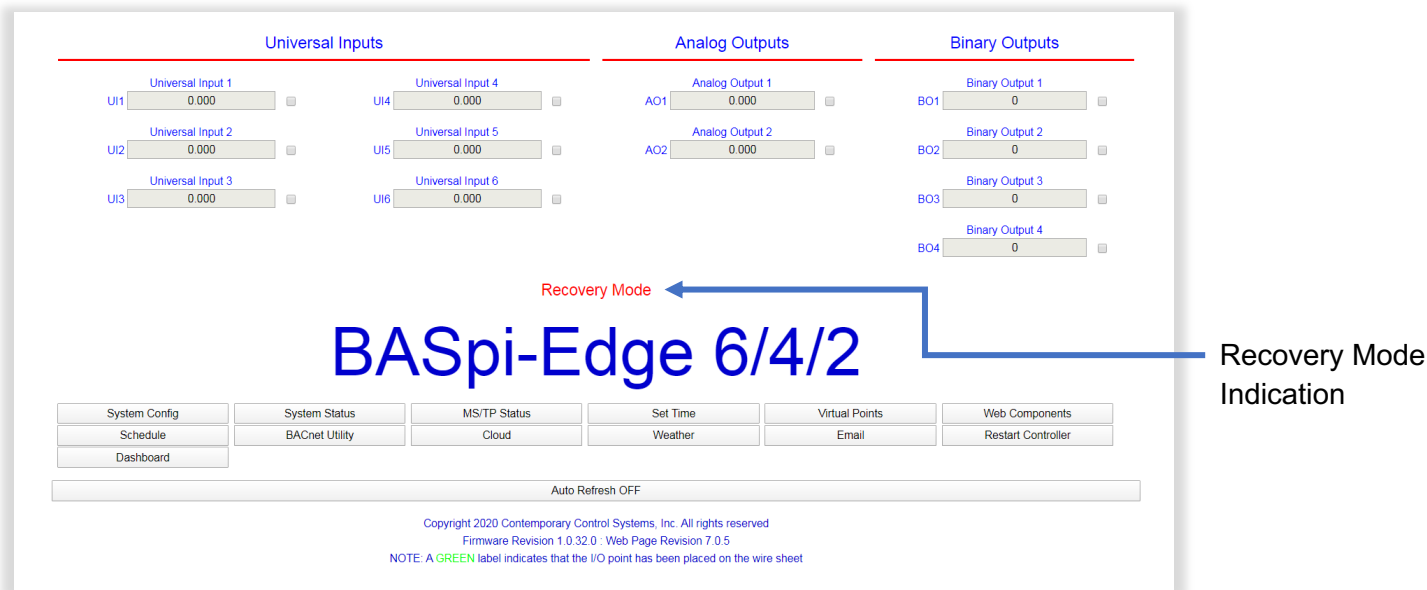 Universal Inputs Analog Outputs Binary Outputs
Universal Input 1 Universal Input 4 Analog Output 1 Binary Output 1
UI1 0.000 UI4 0.000 AO1 0.000 BO1 0
Universal Input 2 Universal Input 5 Analog Output 2 Binary Output 2
UI2 0.000 UI5 0.000 AO2 0.000 BO2 0
Universal Input 3 Universal Input 6 Binary Output 3
UI3 0.000 UI6 0.000 BO3 0
Binary Output 4
BO4 0
Recovery Mode
BASpi-Edge 6/4/2
Recovery Mode
Indication
System Config System Status MS/TP Status Set Time Virtual Points Web Components
Schedule BACnet Utility Cloud Weather Email Restart Controller
Dashboard
Auto Refresh OFF
Copyright 2020 Contemporary Control Systems, Inc. All rights reserved
Firmware Revision 1.0.32.0 : Web Page Revision 7.0.5
NOTE: A GREEN label indicates that the I/O point has been placed on the wire sheet